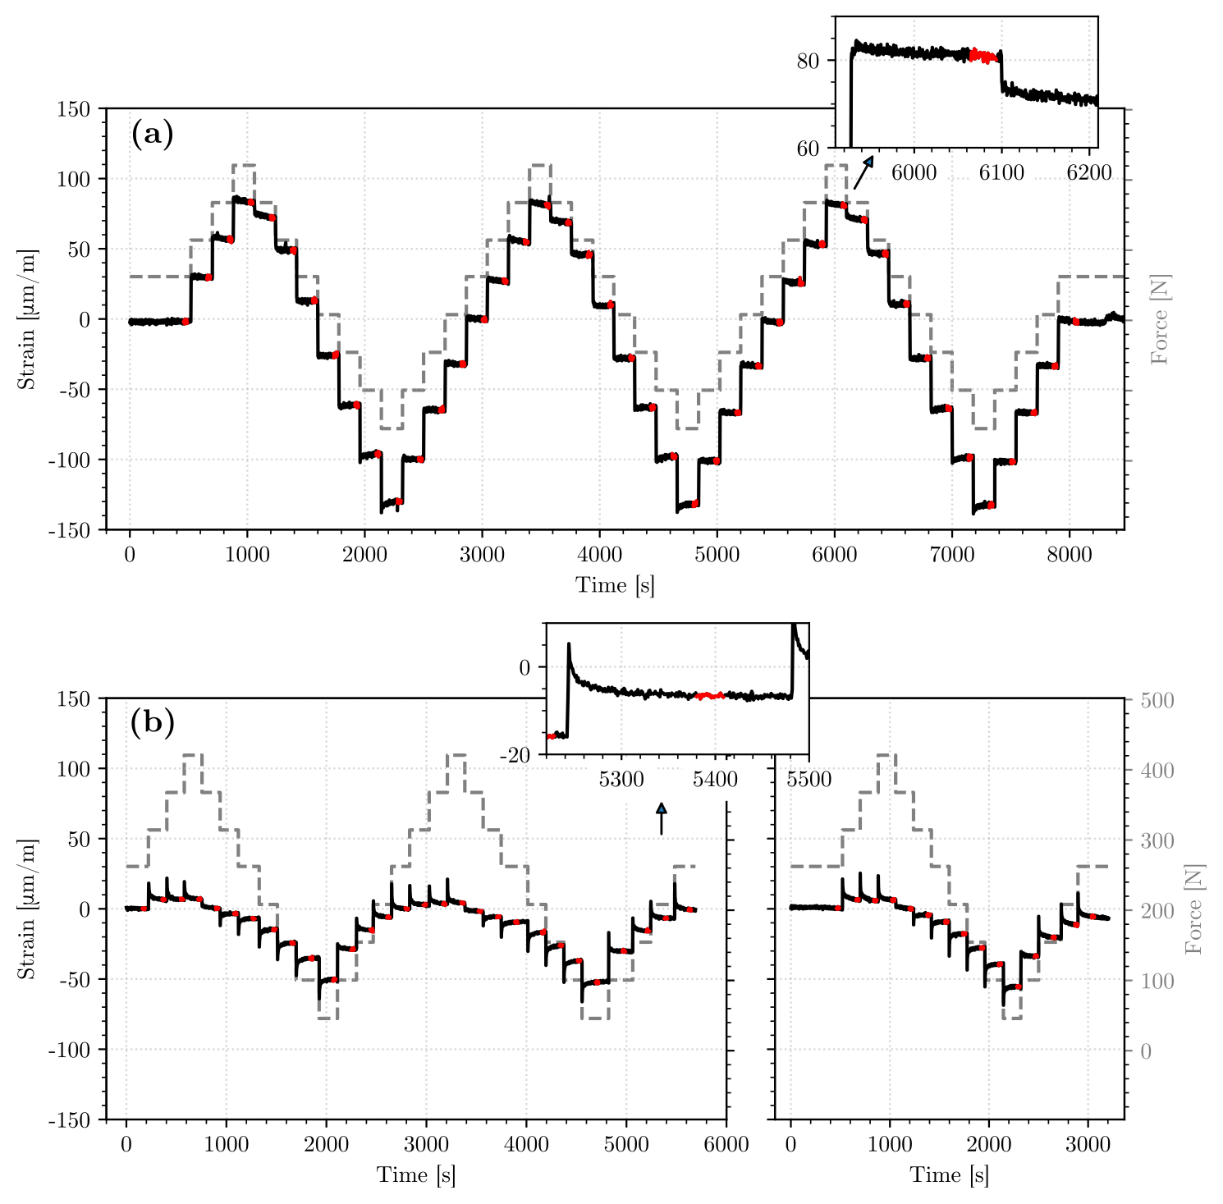 80
60
6000 6100 6200
(a)
150
100
50
0
-50
-100
-150
Strain [µm/m]
Force [N]
0 1000 2000 3000 4000 5000 6000 7000 8000
Time [s]
0
-20
5300 5400 5500
(b)
150
100
50
0
-50
-100
-150
Strain [µm/m]
500
400
300
200
100
0
Force [N]
0 1000 2000 3000 4000 5000 6000
0 1000 2000 3000
Time [s]
Time [s]